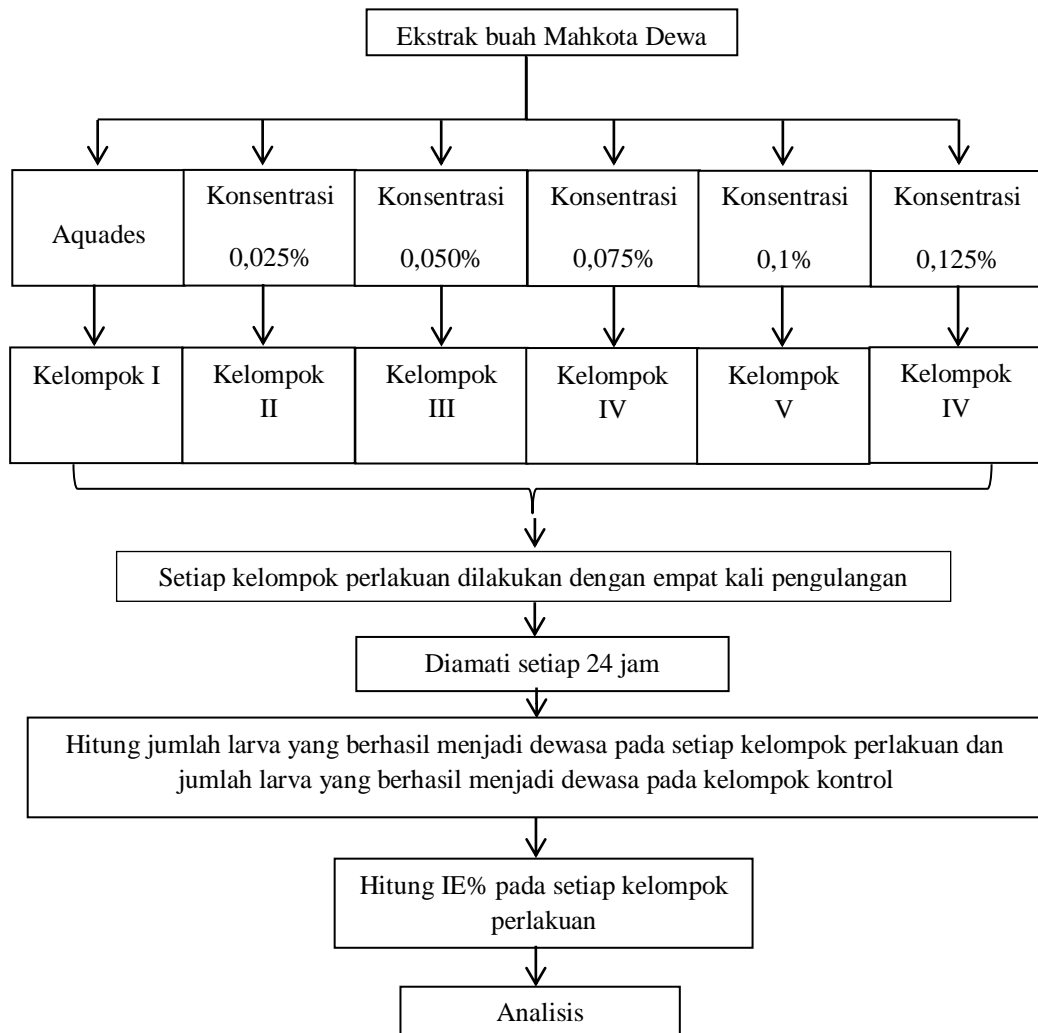 Ekstrak buah Mahkota Dewa
Aquades
Konsentrasi
0,025%
Konsentrasi
0,050%
Konsentrasi
0,075%
Konsentrasi
0,1%
Konsentrasi
0,125%
Kelompok I
Kelompok
II
Kelompok
III
Kelompok
IV
Kelompok
V
Kelompok
IV
Setiap kelompok perlakuan dilakukan dengan empat kali pengulangan
Diamati setiap 24 jam
Hitung jumlah larva yang berhasil menjadi dewasa pada setiap kelompok perlakuan dan
jumlah larva yang berhasil menjadi dewasa pada kelompok kontrol
Hitung IE% pada setiap kelompok
perlakuan
Analisis